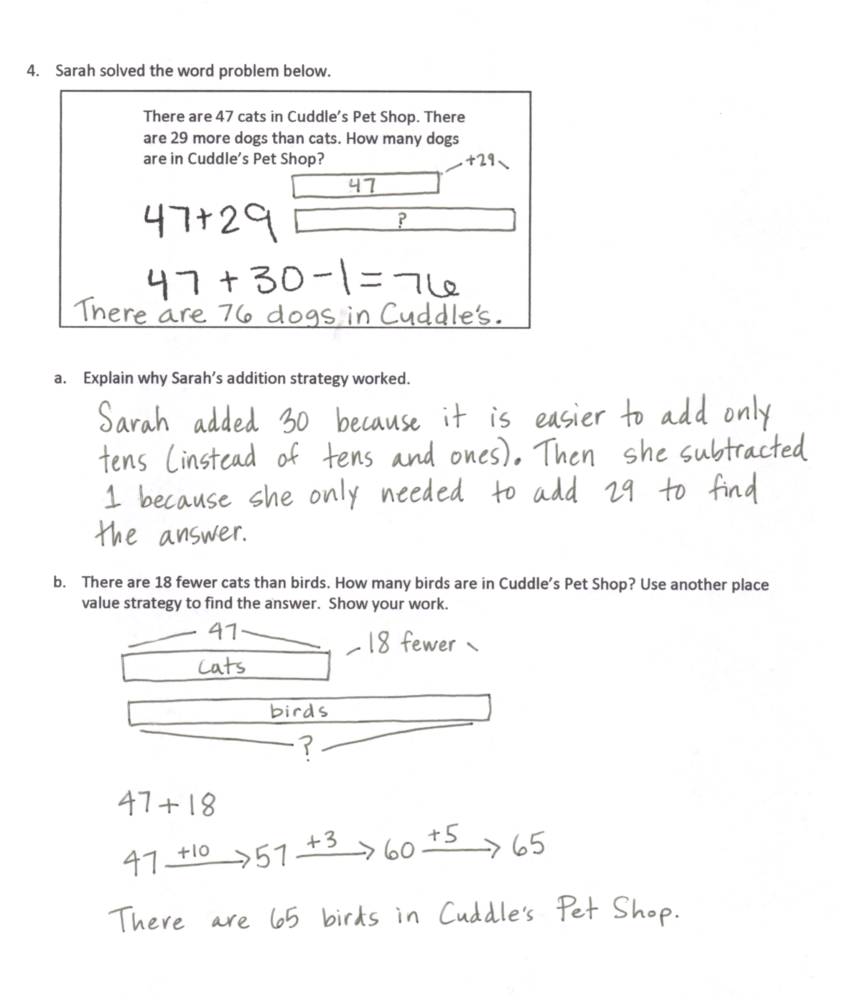 4. Sarah solved the word problem below.
There are 47 cats in Cuddle's Pet Shop. There
are 29 more dogs than cats. How many dogs
are in Cuddle's Pet Shop?
+29
47
47+29
?
47 + 30 - 1 = 76
There are 76 dogs in Cuddle's.
a. Explain why Sarah's addition strategy worked.
Sarah added 30 because it is easier to add only
tens (instead of tens and ones). Then she subtracted
1 because she only needed to add 29 to find
the answer.
b. There are 18 fewer cats than birds. How many birds are in Cuddle's Pet Shop? Use another place
value strategy to find the answer. Show your work.
47
18 fewer
cats
birds
?
47+18
47 +10→ 57 +3→ 60 +5→ 65
There are 65 birds in Cuddle's Pet Shop.